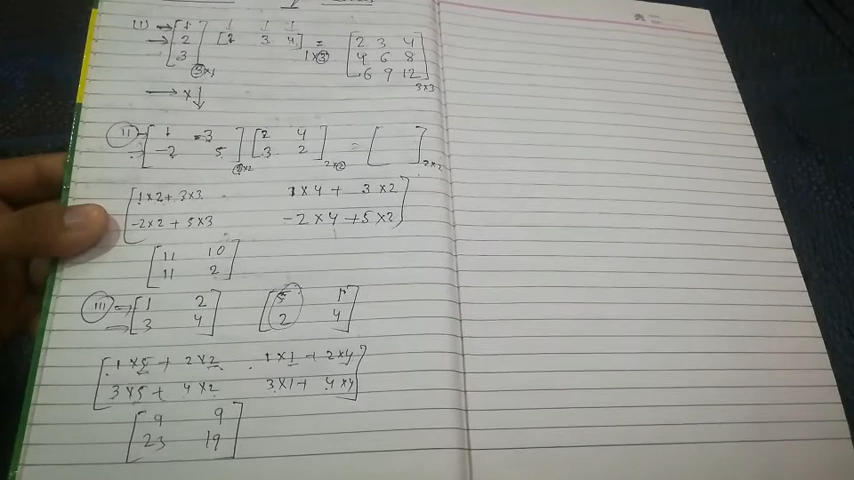 (I) → [1 2 3] 3×1 [2 3 4] 1×3 = [2 3 4
4 6 8
6 9 12] 3×3
→ × ↓
(II) → [1 3
-2 5] 2×2 [2 4
3 2] 2×2 = [ ] 2×2
[1×2+3×3 1×4+ 3×2
-2×2+5×3 -2×4+5×2]
[11 10
11 2]
(III) → [1 2
→ 3 4] [5 1
2 4]
[1×5+ 2×2 1×1+2×4
3×5+ 4×2 3×1+ 4×4]
[9 9
23 19]